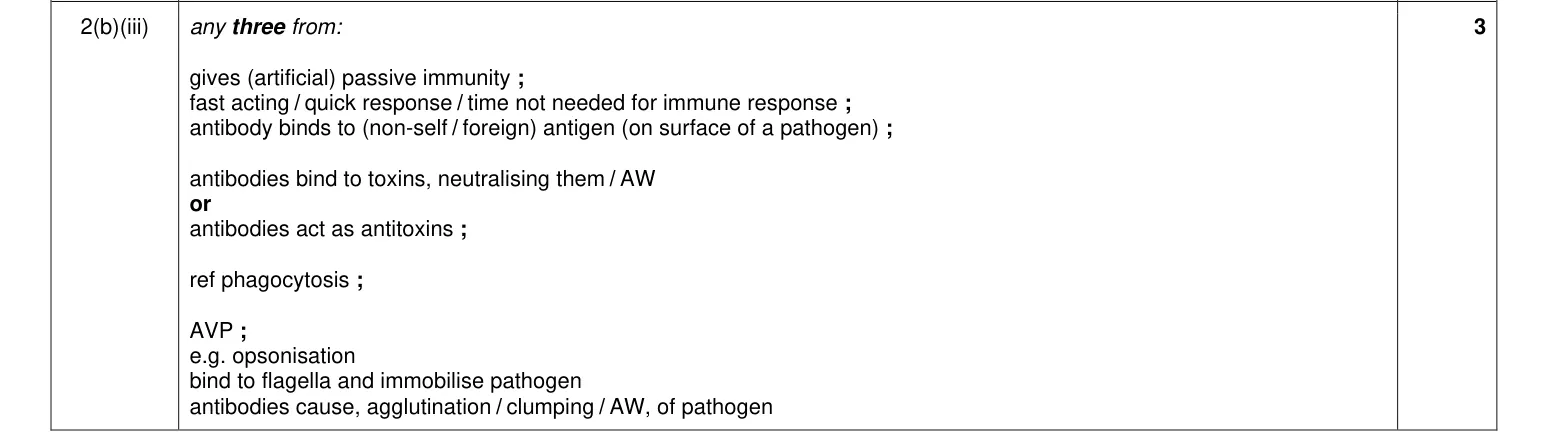 2(b)(iii) any three from: 3
gives (artificial) passive immunity ;
fast acting / quick response / time not needed for immune response ;
antibody binds to (non-self / foreign) antigen (on surface of a pathogen) ;
antibodies bind to toxins, neutralising them / AW
or
antibodies act as antitoxins ;
ref phagocytosis ;
AVP ;
e.g. opsonisation
bind to flagella and immobilise pathogen
antibodies cause, agglutination / clumping / AW, of pathogen